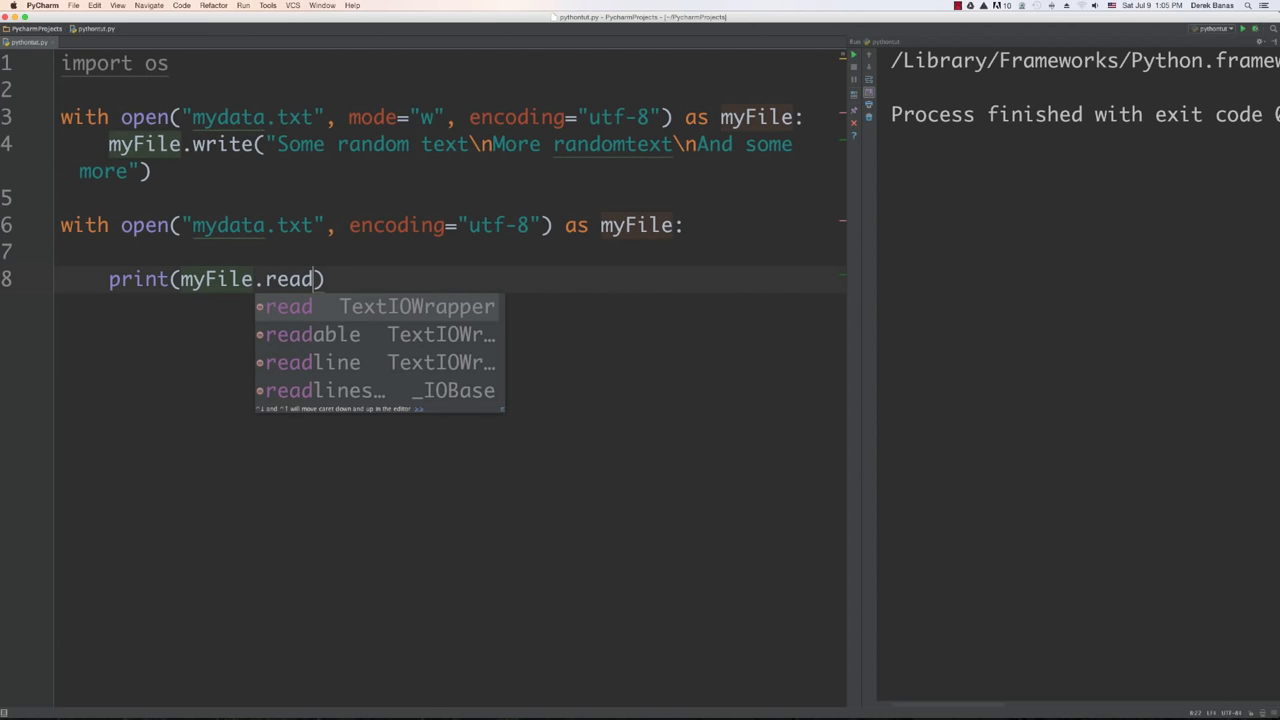 PyCharm File Edit View Navigate Code Refactor Run Tools VCS Window Help 10 Sat Jul 9 1:05 PM Derek Banas
pythontut.py - PycharmProjects - [~/PycharmProjects]
PycharmProjects pythontut.py pythontut
pythontut.py Run pythontut
1 import os
2
3 with open("mydata.txt", mode="w", encoding="utf-8") as myFile:
4 myFile.write("Some random text\nMore randomtext\nAnd some
more")
5
6 with open("mydata.txt", encoding="utf-8") as myFile:
7
8 print(myFile.read)
read TextIOWrapper
readable TextIOWr…
readline TextIOWr…
readlines… _IOBase
^↓ and ^↑ will move caret down and up in the editor >>
/Library/Frameworks/Python.framew
Process finished with exit code 0
8:22 LF÷ UTF-8÷